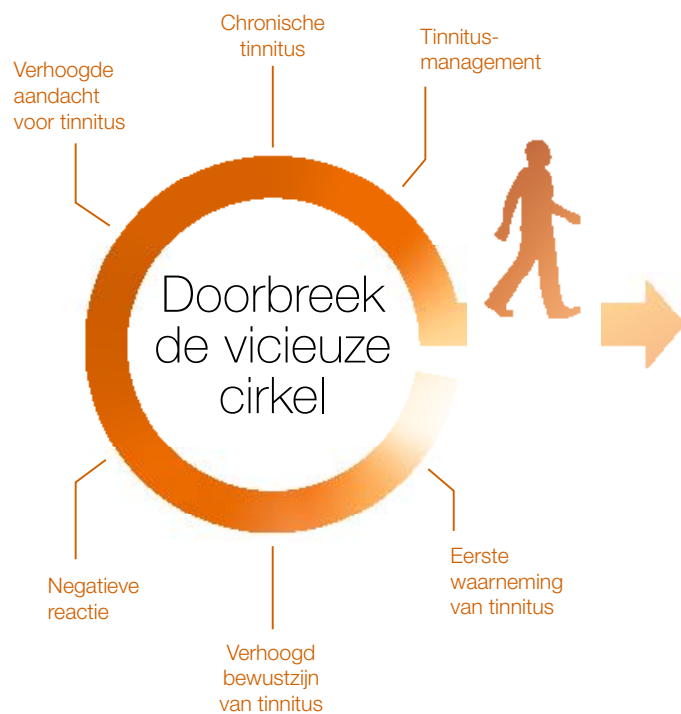 Chronische
tinnitus
Tinnitus-
management
Verhoogde
aandacht
voor tinnitus
Doorbreek
de vicieuze
cirkel
Negatieve
reactie
Verhoogd
bewustzijn
van tinnitus
Eerste
waarneming
van tinnitus